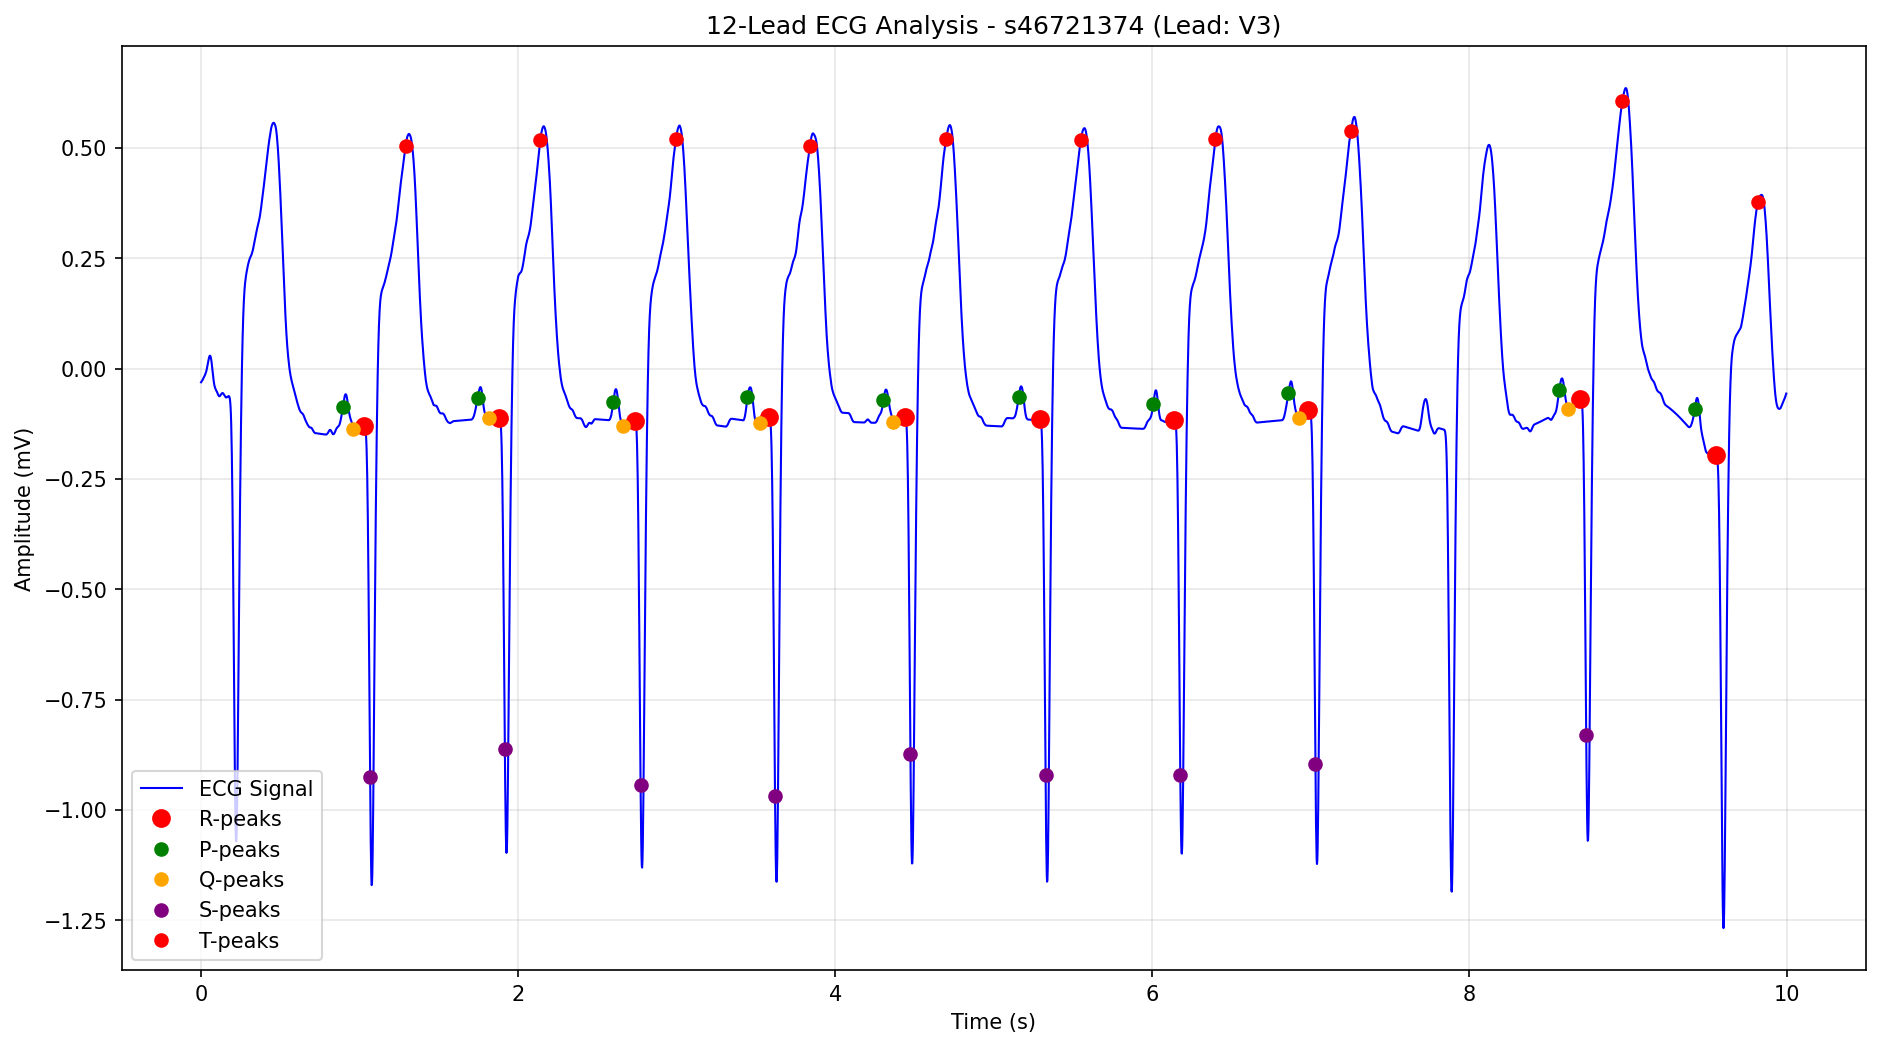 12-Lead ECG Analysis - s46721374 (Lead: V3)
Amplitude (mV)
0.50
0.25
0.00
−0.25
−0.50
−0.75
−1.00
−1.25
ECG Signal
R-peaks
P-peaks
Q-peaks
S-peaks
T-peaks
0 2 4 6 8 10
Time (s)